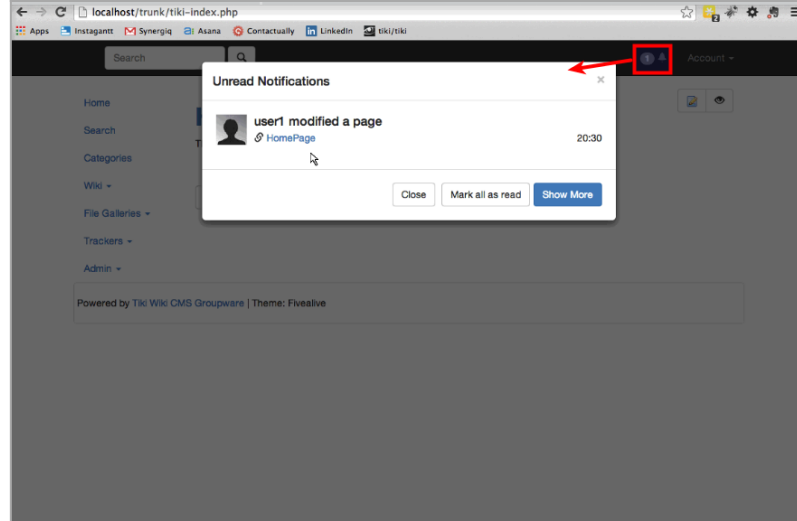 localhost/trunk/tiki-index.php
2
Apps Instagantt Synergiq Asana Contactually LinkedIn tiki/tiki
Search
1 Account
Unread Notifications ×
user1 modified a page
HomePage 20:30
Close Mark all as read Show More
Home
Search
Categories
Wiki
File Galleries
Trackers
Admin
Powered by Tiki Wiki CMS Groupware | Theme: Fivealive